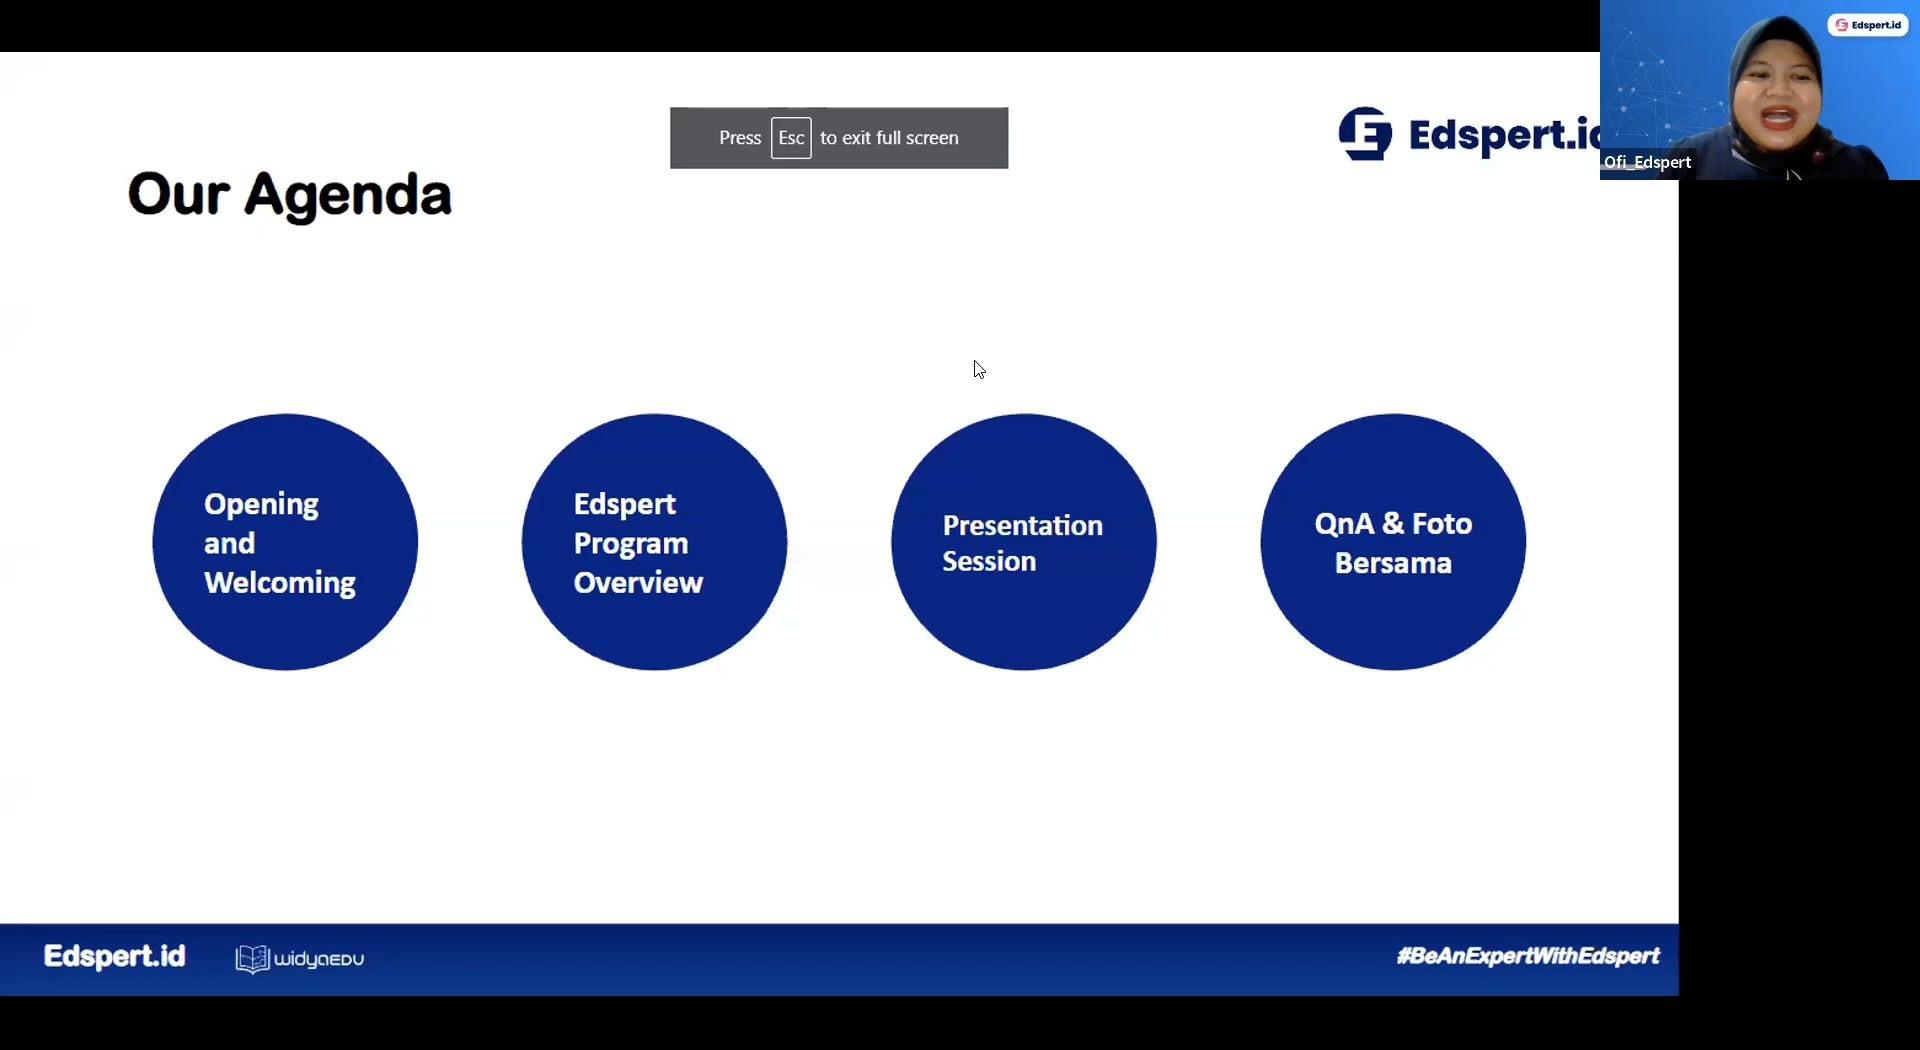 Edspert.id
Press Esc to exit full screen
Edspert.id
Ofi_Edspert
Our Agenda
Opening
and
Welcoming
Edspert
Program
Overview
Presentation
Session
QnA & Foto
Bersama
Edspert.id
WIDYAEDU
#BeAnExpertWithEdspert